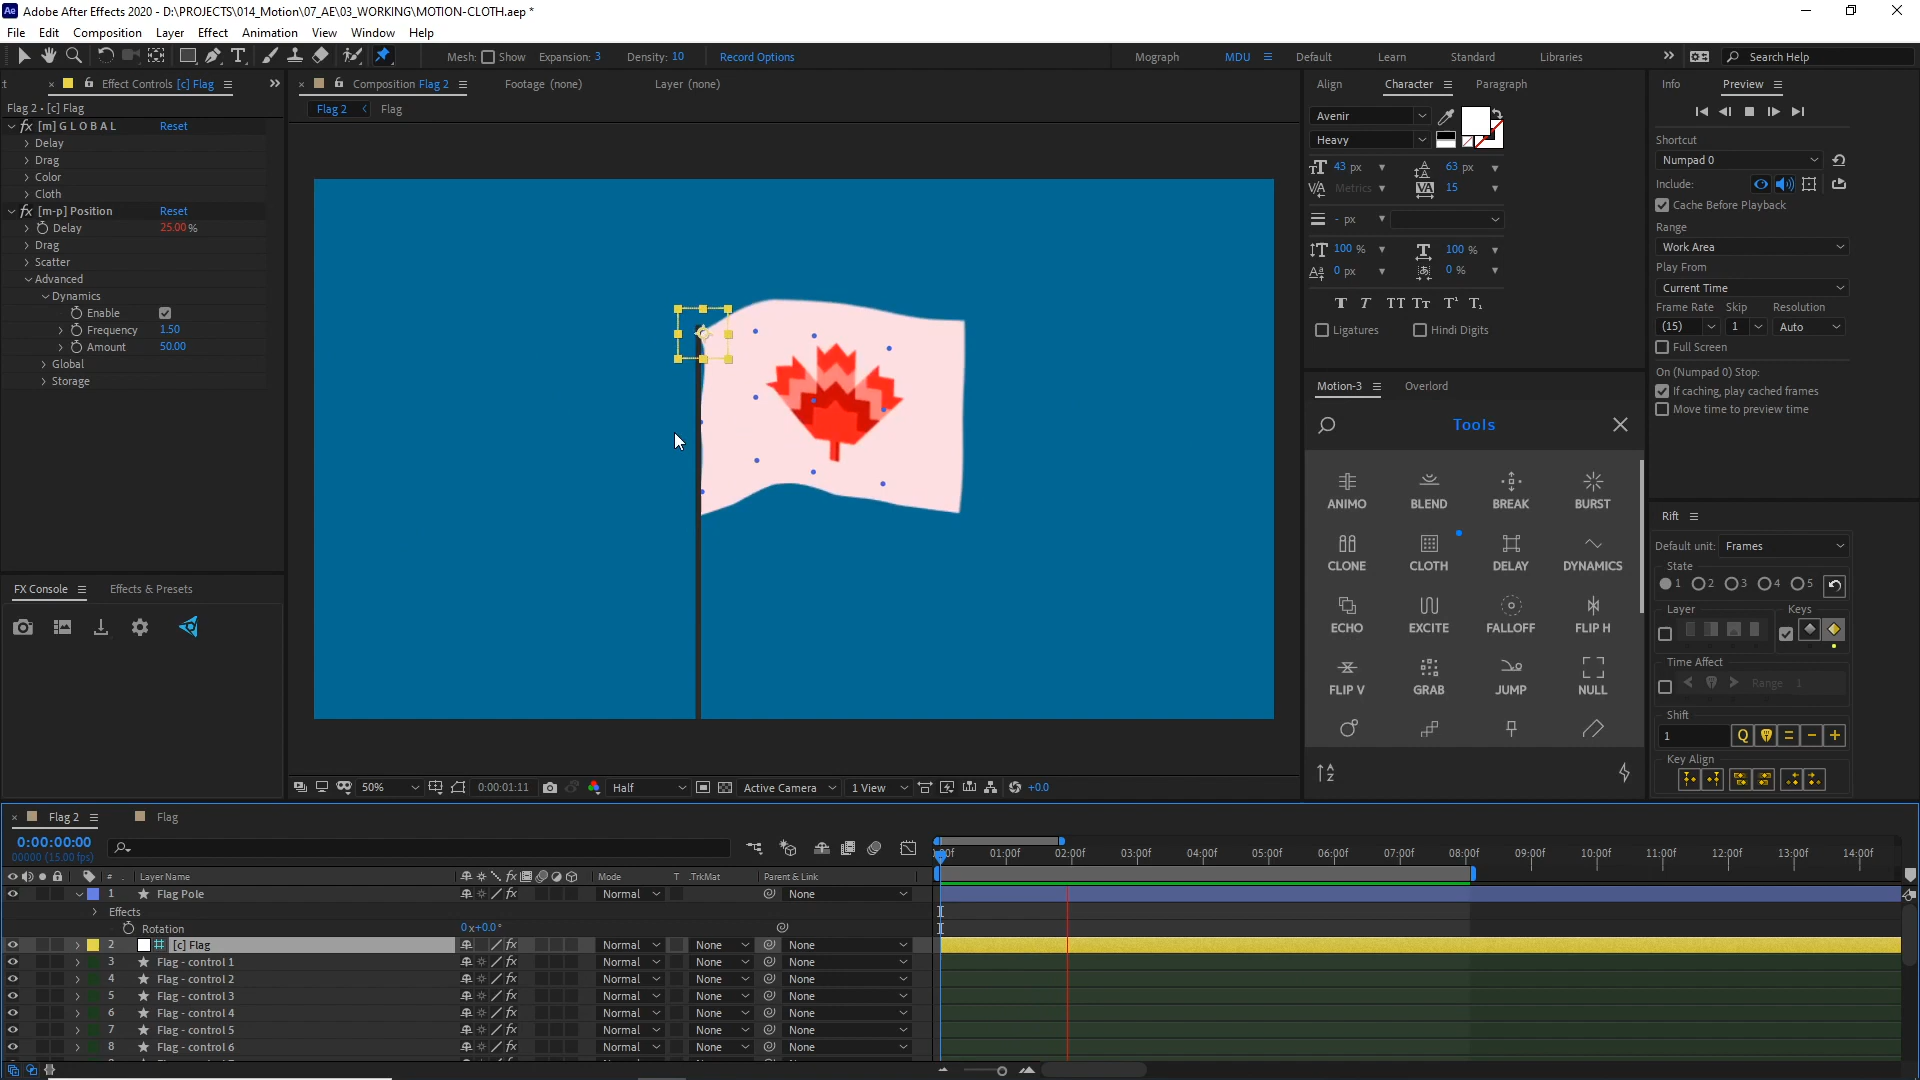 Adobe After Effects 2020 - D:\PROJECTS\014_Motion\07_AE\03_WORKING\MOTION-CLOTH.aep *
File Edit Composition Layer Effect Animation View Window Help
Mesh: Show Expansion: 3 Density: 10 Record Options
Mograph MDU Default Learn Standard Libraries Search Help
Effect Controls [c] Flag
Flag 2 • [c] Flag
[m] G L O B A L Reset
Delay
Drag
Color
Cloth
[m-p] Position Reset
Delay 25.00 %
Drag
Scatter
Advanced
Dynamics
Enable
Frequency 1.50
Amount 50.00
Global
Storage
FX Console Effects & Presets
Composition Flag 2 Footage (none) Layer (none)
Flag 2 Flag
50% 0:00:01:11 Half Active Camera 1 View +0.0
Align Character Paragraph
Avenir
Heavy
43 px 63 px
Metrics 15
- px
100 % 100 %
0 px 0 %
T T TT Tt T¹ T₁
Ligatures Hindi Digits
Motion-3 Overlord
Tools
ANIMO BLEND BREAK BURST
CLONE CLOTH DELAY DYNAMICS
ECHO EXCITE FALLOFF FLIP H
FLIP V GRAB JUMP NULL
Info Preview
Shortcut
Numpad 0
Include:
Cache Before Playback
Range
Work Area
Play From
Current Time
Frame Rate Skip Resolution
(15) 1 Auto
Full Screen
On (Numpad 0) Stop:
If caching, play cached frames
Move time to preview time
Rift
Default unit: Frames
State
1 2 3 4 5
Layer Keys
Time Affect
Range 1
Shift
1 Q = − +
Key Align
Flag 2 Flag
0:00:00:00
00000 (15.00 fps)
01:00f 02:00f 03:00f 04:00f 05:00f 06:00f 07:00f 08:00f 09:00f 10:00f 11:00f 12:00f 13:00f 14:00f
# Layer Name Mode T .TrkMat Parent & Link
1 Flag Pole Normal None
Effects
Rotation 0x+0.0°
2 [c] Flag Normal None None
3 Flag - control 1 Normal None None
4 Flag - control 2 Normal None None
5 Flag - control 3 Normal None None
6 Flag - control 4 Normal None None
7 Flag - control 5 Normal None None
8 Flag - control 6 Normal None None